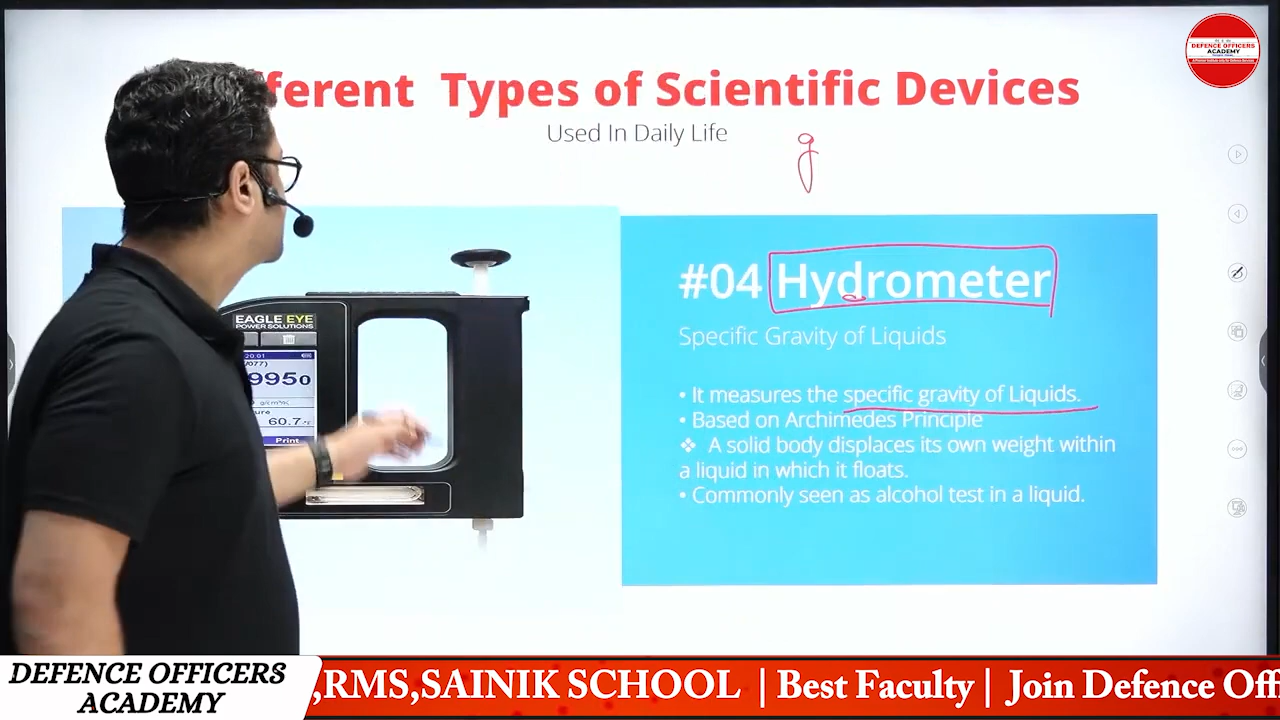 DEFENCE OFFICERS
ACADEMY
fferent Types of Scientific Devices
Used In Daily Life
g
#04 Hydrometer
Specific Gravity of Liquids
• It measures the specific gravity of Liquids.
• Based on Archimedes Principle
❖ A solid body displaces its own weight within
a liquid in which it floats.
• Commonly seen as alcohol test in a liquid.
EAGLE EYE
POWER SOLUTIONS
20:01
9950
60.7
Print
DEFENCE OFFICERS
ACADEMY
,RMS,SAINIK SCHOOL | Best Faculty | Join Defence Off